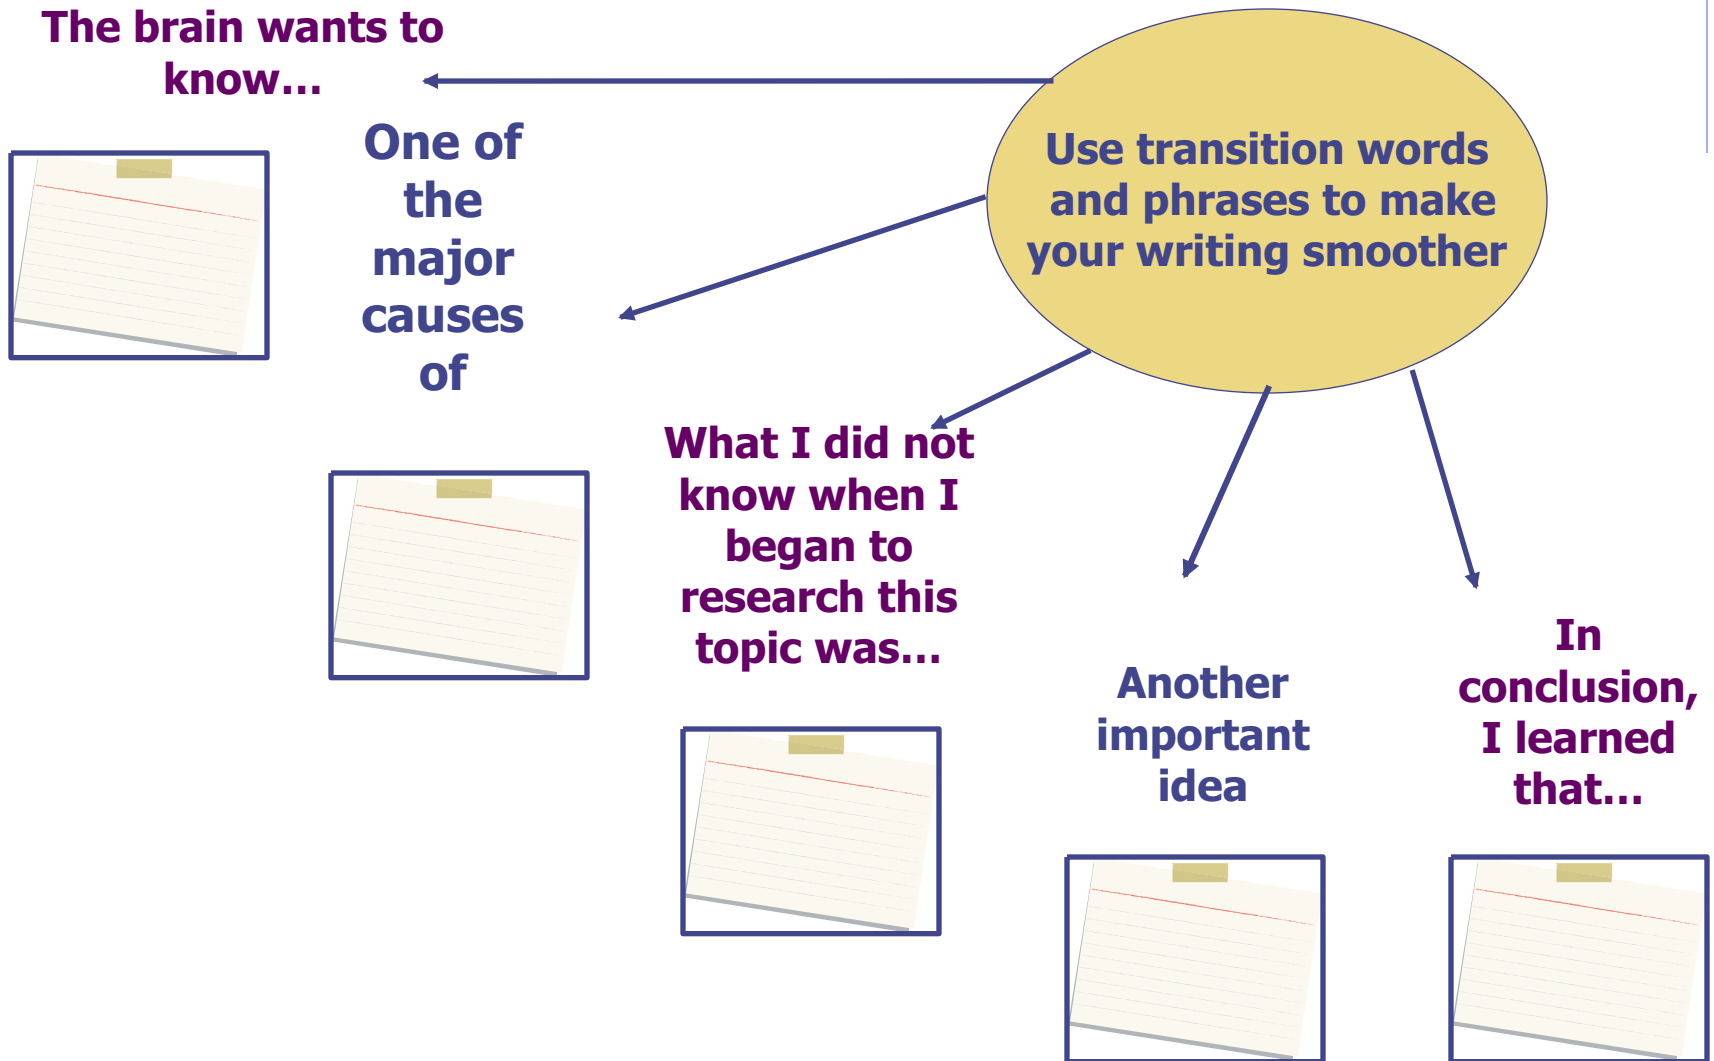 The brain wants to
know...
One of
the
major
causes
of
Use transition words
and phrases to make
your writing smoother
What I did not
know when I
began to
research this
topic was...
Another
important
idea
In
conclusion,
I learned
that...